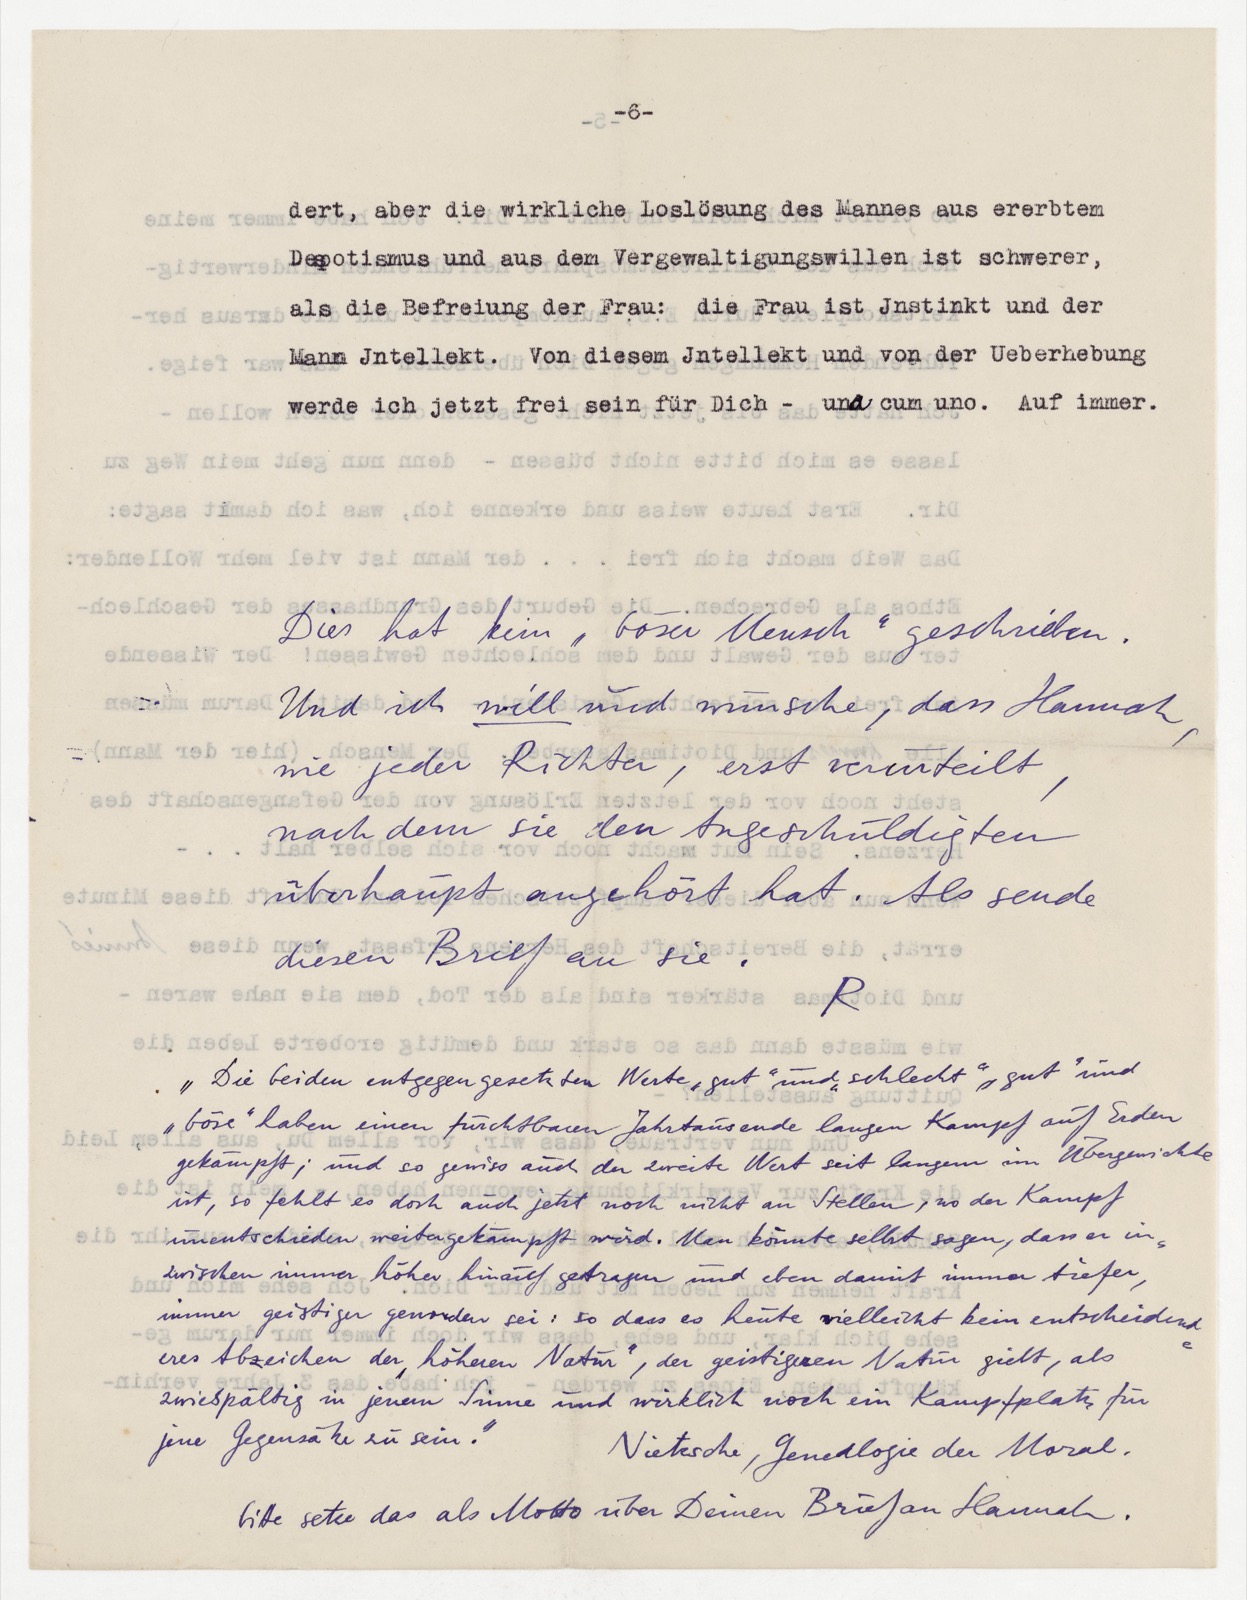 -6-
dert, aber die wirkliche Loslösung des Mannes aus ererbtem
Despotismus und aus dem Vergewaltigungswillen ist schwerer,
als die Befreiung der Frau: die Frau ist Jnstinkt und der
Mann Jntellekt. Von diesem Jntellekt und von der Ueberhebung
werde ich jetzt frei sein für Dich - una cum uno. Auf immer.
Dies hat kein „böser Mensch“ geschrieben.
Und ich will und wünsche, dass Hannah,
wie jeder Richter, erst verurteilt,
nachdem sie den Angeschuldigten
überhaupt angehört hat. Als sende
diesen Brief an sie.
R
„Die beiden entgegengesetzten Werte „gut“ und „schlecht“, „gut“ und
„böse“ haben einen furchtbaren Jahrtausende langen Kampf auf Erden
gekämpft; und so gewiss auch der zweite Wert seit langem im Übergewichte
ist, so fehlt es doch auch jetzt noch nicht an Stellen, wo der Kampf
unentschieden weitergekämpft wird. Man könnte selbst sagen, dass er in-
zwischen immer höher hinauf getragen und eben damit immer tiefer,
immer geistiger geworden sei: so dass es heute vielleicht kein entscheidend-
eres Abzeichen der „höheren Natur“, der geistigeren Natur giebt, als
zwiespältig in jenem Sinne und wirklich noch ein Kampfplatz für
jene Gegensätze zu sein.“
Nietzsche, Genealogie der Moral.
bitte setze das als Motto über Deinen Brief an Hannah.